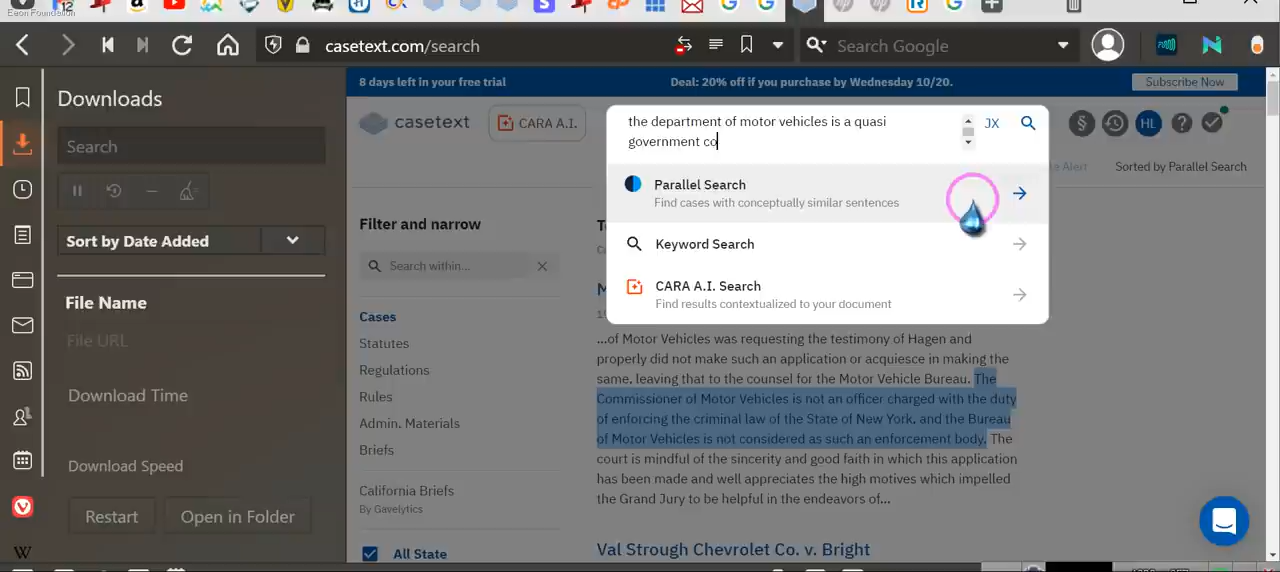 Eeon Foundation
casetext.com/search
Search Google
Downloads
Search
Sort by Date Added
File Name
File URL
Download Time
Download Speed
Restart
Open in Folder
8 days left in your free trial
Deal: 20% off if you purchase by Wednesday 10/20.
Subscribe Now
casetext
CARA A.I.
the department of motor vehicles is a quasi
government co
JX
§
HL
?
Parallel Search
Find cases with conceptually similar sentences
Keyword Search
CARA A.I. Search
Find results contextualized to your document
Alert
Sorted by Parallel Search
Filter and narrow
Search within...
Cases
Statutes
Regulations
Rules
Admin. Materials
Briefs
California Briefs
By Gavelytics
All State
...of Motor Vehicles was requesting the testimony of Hagen and
properly did not make such an application or acquiesce in making the
same, leaving that to the counsel for the Motor Vehicle Bureau. The
Commissioner of Motor Vehicles is not an officer charged with the duty
of enforcing the criminal law of the State of New York, and the Bureau
of Motor Vehicles is not considered as such an enforcement body. The
court is mindful of the sincerity and good faith in which this application
has been made and well appreciates the high motives which impelled
the Grand Jury to be helpful in the endeavors of...
Val Strough Chevrolet Co. v. Bright
W